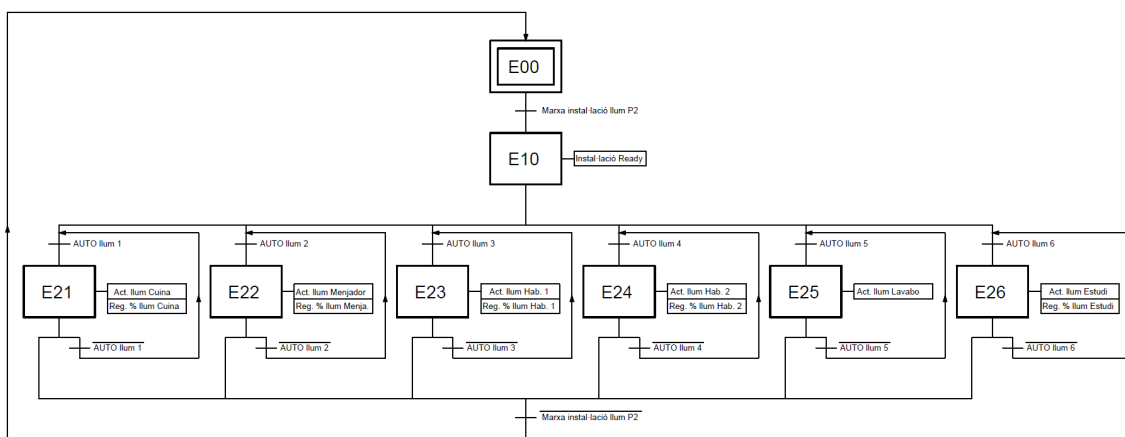 E00
Marxa instal·lació llum P2
E10
Instal·lació Ready
AUTO llum 1
AUTO llum 2
AUTO llum 3
AUTO llum 4
AUTO llum 5
AUTO llum 6
E21
Act. llum Cuina
Reg. % llum Cuina
E22
Act. llum Menjador
Reg. % llum Menja.
E23
Act. llum Hab. 1
Reg. % llum Hab. 1
E24
Act. llum Hab. 2
Reg. % llum Hab. 2
E25
Act. llum Lavabo
E26
Act. llum Estudi
Reg. % llum Estudi
AUTO llum 1
AUTO llum 2
AUTO llum 3
AUTO llum 4
AUTO llum 5
AUTO llum 6
Marxa instal·lació llum P2